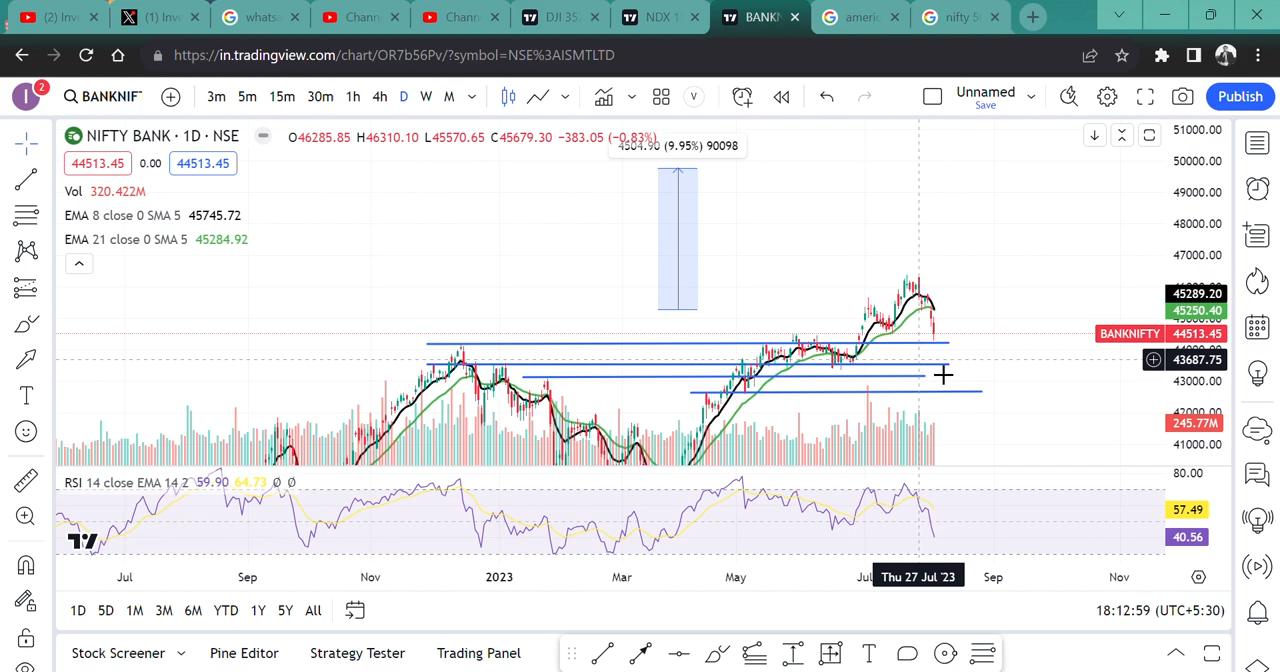 (2) Inv
(1) Inve
whats
Chann
Chann
DJI 35
NDX 1
BANKN
americ
nifty 5
https://in.tradingview.com/chart/OR7b56Pv/?symbol=NSE%3AISMTLTD
I 2 BANKNIF 3m 5m 15m 30m 1h 4h D W M V Unnamed Save Publish
NIFTY BANK · 1D · NSE O46285.85 H46310.10 L45570.65 C45679.30 −383.05 (−0.83%)
(9.95%) 90098
44513.45 0.00 44513.45
Vol 320.422M
EMA 8 close 0 SMA 5 45745.72
EMA 21 close 0 SMA 5 45284.92
51000.00
50000.00
49000.00
48000.00
47000.00
45289.20
45250.40
BANKNIFTY 44513.45
43687.75
43000.00
42000.00
245.77M
41000.00
RSI 14 close EMA 14 2 59.90 64.73 Ø Ø
80.00
57.49
40.56
Jul Sep Nov 2023 Mar May Jul Thu 27 Jul '23 Sep Nov
1D 5D 1M 3M 6M YTD 1Y 5Y All 18:12:59 (UTC+5:30)
Stock Screener Pine Editor Strategy Tester Trading Panel